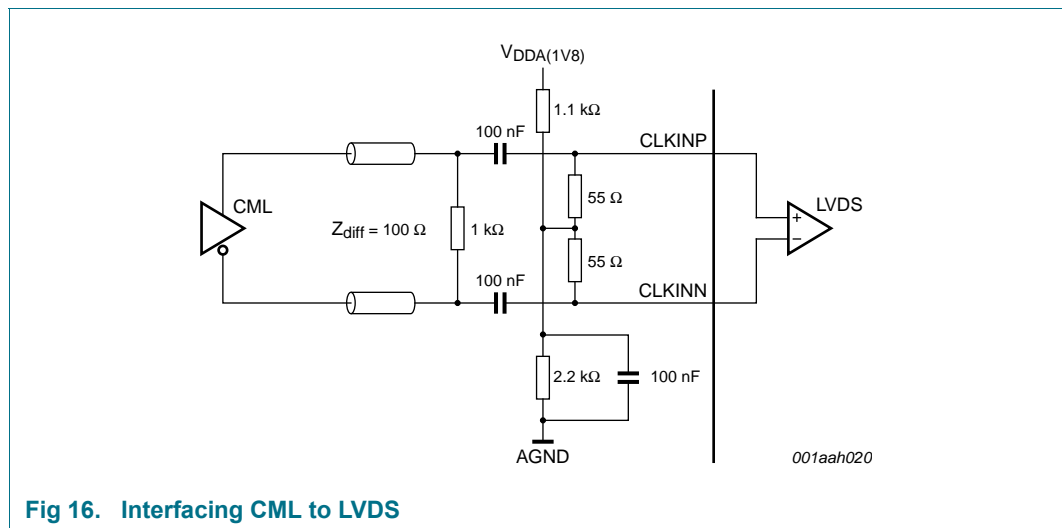 VDDA(1V8)
1.1 kΩ
100 nF
CLKINP
55 Ω
CML
LVDS
Zdiff = 100 Ω
1 kΩ
+
−
55 Ω
100 nF
CLKINN
2.2 kΩ
100 nF
AGND
001aah020
Fig 16. Interfacing CML to LVDS